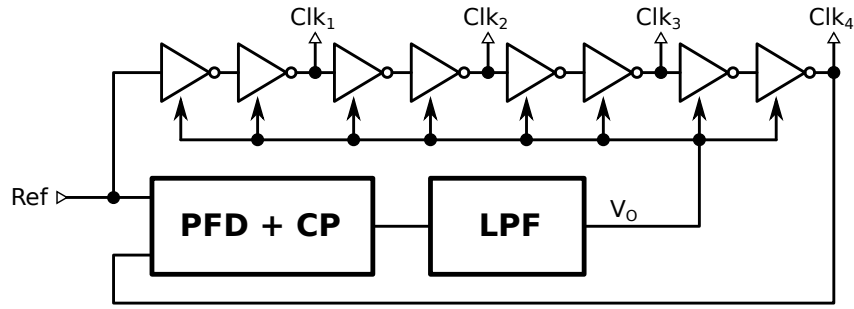 Clk₁ Clk₂ Clk₃ Clk₄
Ref
PFD + CP
LPF
V₀